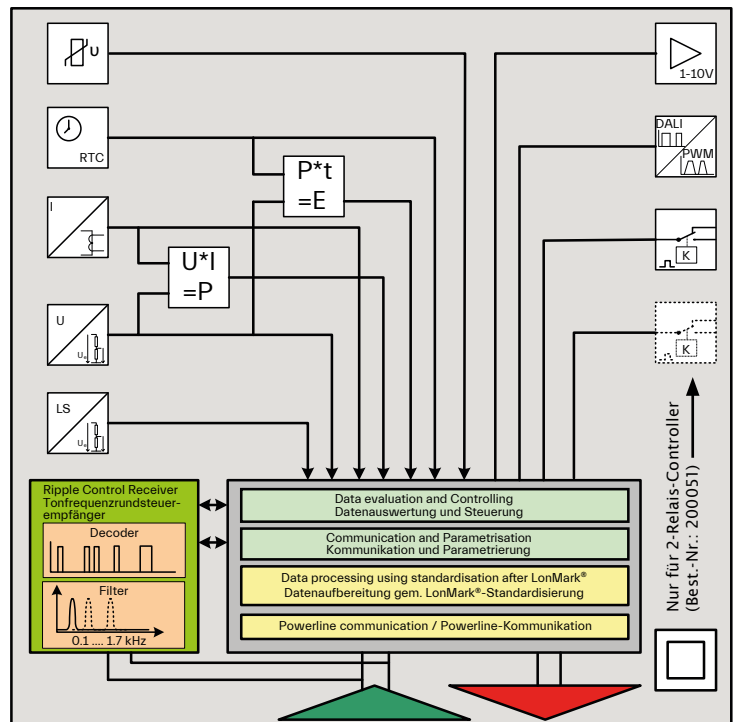 U
1-10V
RTC
DALI
PWM
P*t
=E
I
K
U*I
=P
U
Uₑ
K
LS
Uₑ
Nur für 2-Relais-Controller
(Best.-Nr.: 200051)
Ripple Control Receiver
Tonfrequenzrundsteuer-
empfänger
Decoder
Filter
0.1 .... 1.7 kHz
Data evaluation and Controlling
Datenauswertung und Steuerung
Communication and Parametrisation
Kommunikation und Parametrierung
Data processing using standardisation after LonMark®
Datenaufbereitung gem. LonMark®-Standardisierung
Powerline communication / Powerline-Kommunikation